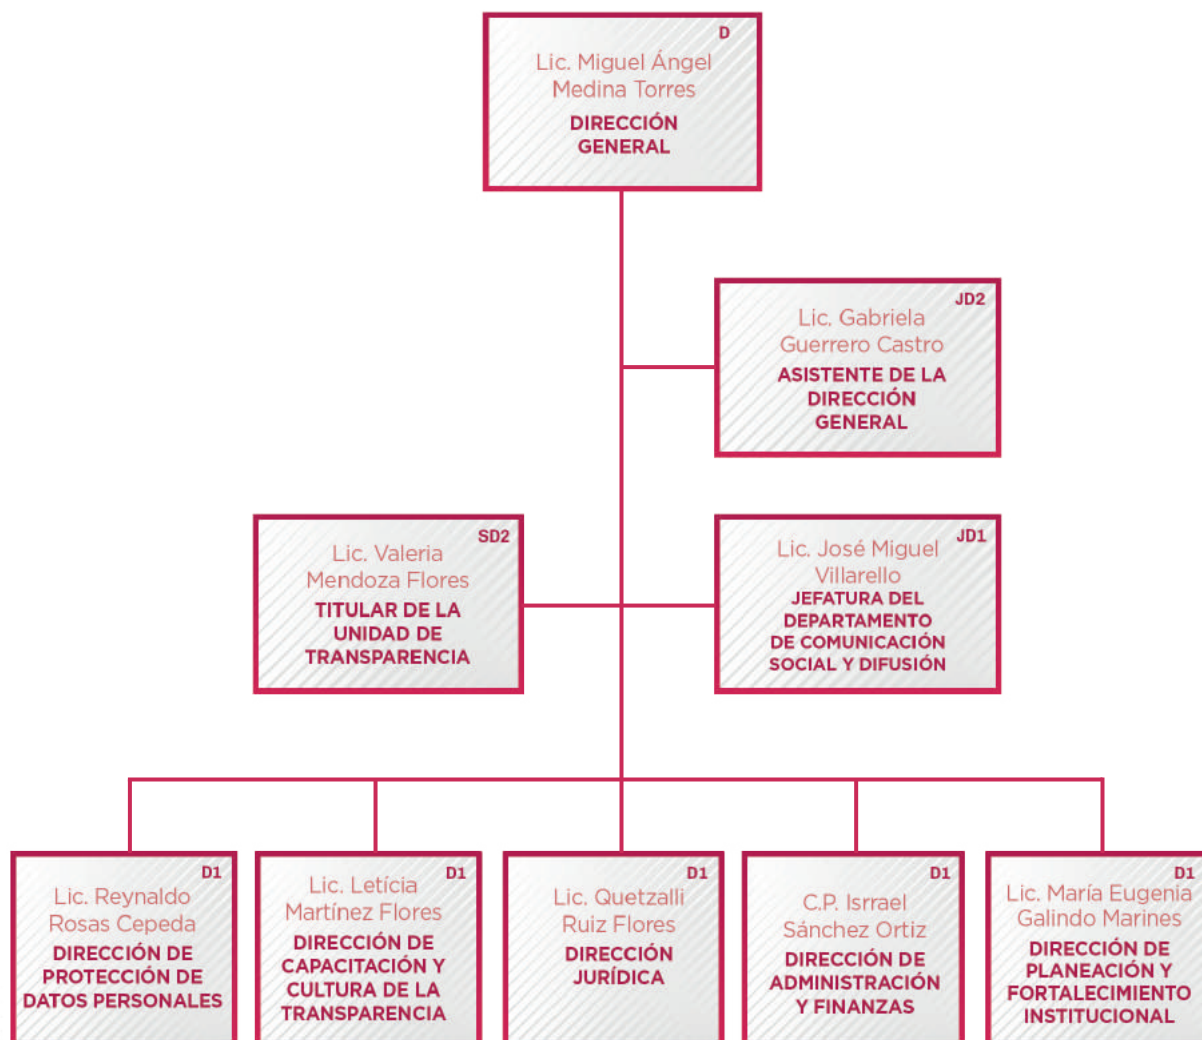 D
Lic. Miguel Ángel
Medina Torres
DIRECCIÓN
GENERAL
JD2
Lic. Gabriela
Guerrero Castro
ASISTENTE DE LA
DIRECCIÓN
GENERAL
SD2
Lic. Valeria
Mendoza Flores
TITULAR DE LA
UNIDAD DE
TRANSPARENCIA
JD1
Lic. José Miguel
Villarello
JEFATURA DEL
DEPARTAMENTO
DE COMUNICACIÓN
SOCIAL Y DIFUSIÓN
D1
Lic. Reynaldo
Rosas Cepeda
DIRECCIÓN DE
PROTECCIÓN DE
DATOS PERSONALES
D1
Lic. Letícia
Martínez Flores
DIRECCIÓN DE
CAPACITACIÓN Y
CULTURA DE LA
TRANSPARENCIA
D1
Lic. Quetzalli
Ruiz Flores
DIRECCIÓN
JURÍDICA
D1
C.P. Isrrael
Sánchez Ortiz
DIRECCIÓN DE
ADMINISTRACIÓN
Y FINANZAS
D1
Lic. María Eugenia
Galindo Marines
DIRECCIÓN DE
PLANEACIÓN Y
FORTALECIMIENTO
INSTITUCIONAL